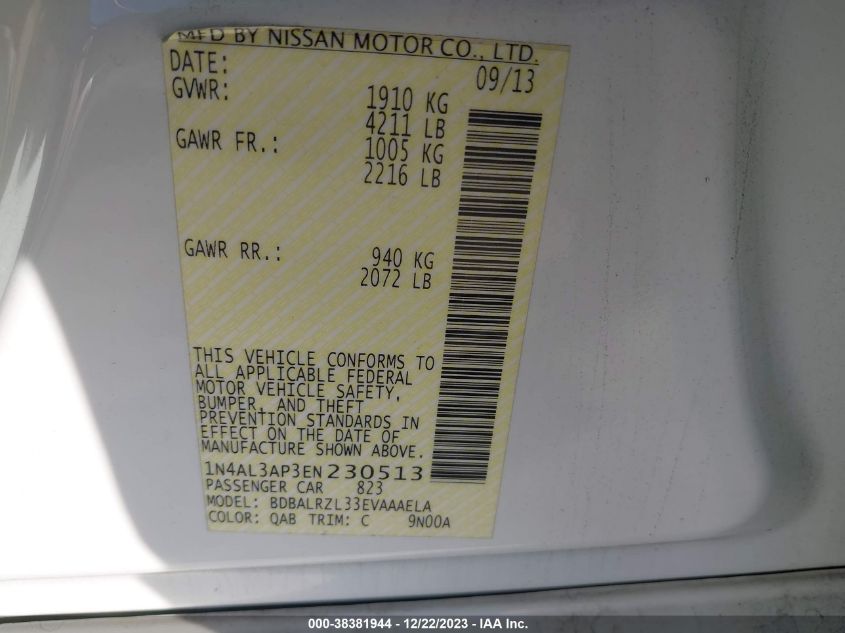 MFD BY NISSAN MOTOR CO., LTD.
DATE: 09/13
GVWR: 1910 KG
4211 LB
GAWR FR.: 1005 KG
2216 LB
GAWR RR.: 940 KG
2072 LB
THIS VEHICLE CONFORMS TO
ALL APPLICABLE FEDERAL
MOTOR VEHICLE SAFETY,
BUMPER, AND THEFT
PREVENTION STANDARDS IN
EFFECT ON THE DATE OF
MANUFACTURE SHOWN ABOVE.
1N4AL3AP3EN230513
PASSENGER CAR 823
MODEL: BDBALRZL33EVAAAELA
COLOR: QAB TRIM: C 9N00A
000-38381944 - 12/22/2023 - IAA Inc.